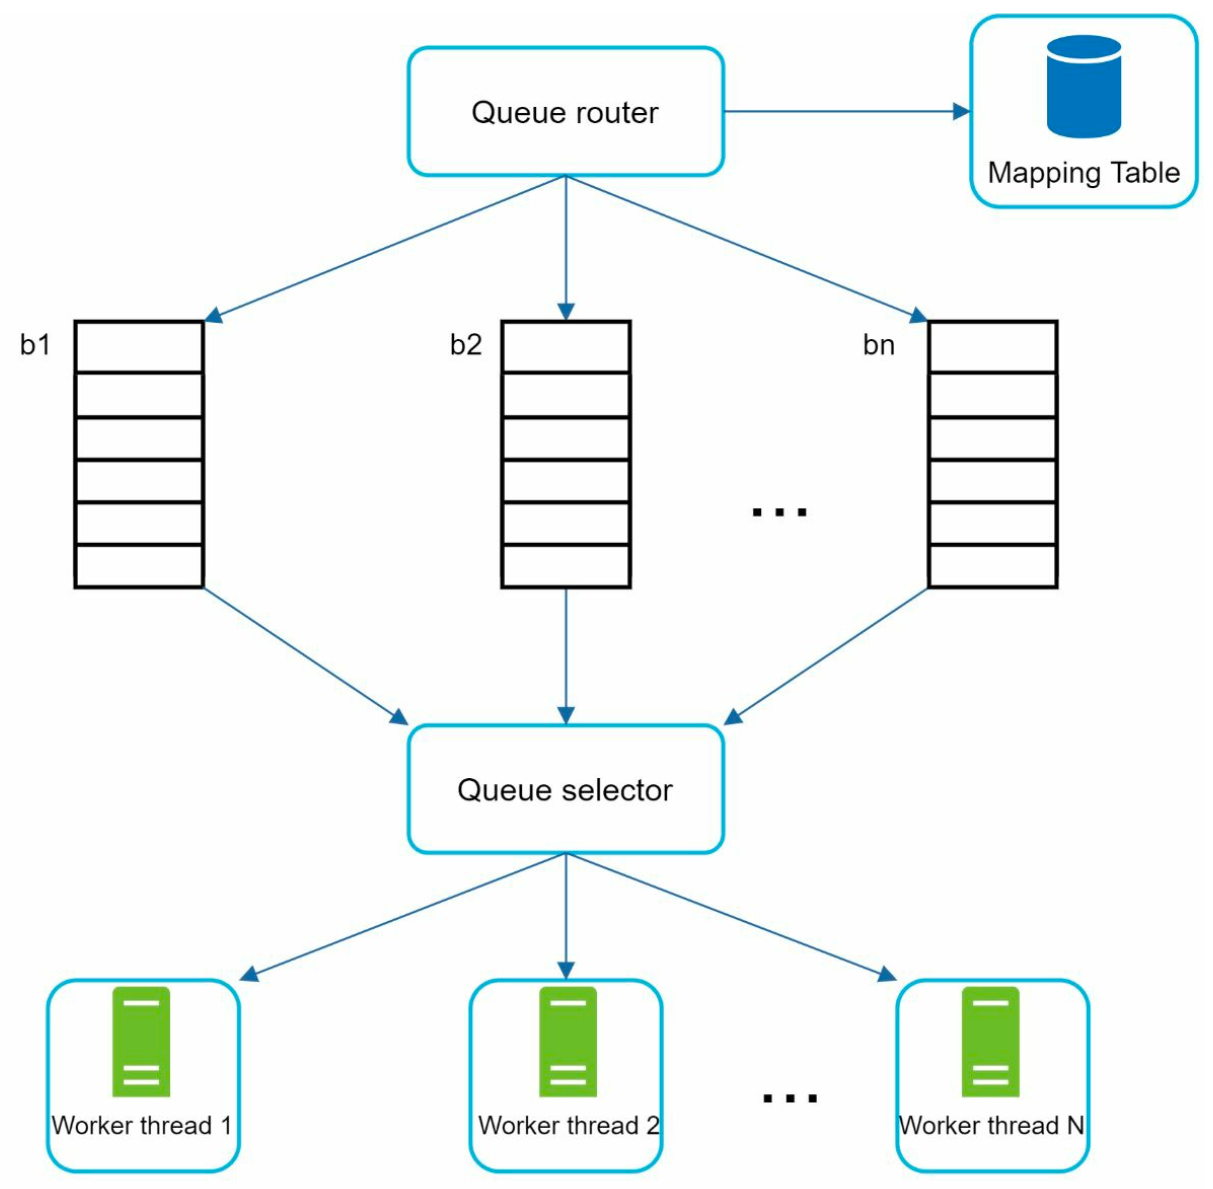 Queue router
Mapping Table
b1
b2
bn
...
Queue selector
...
Worker thread 1
Worker thread 2
Worker thread N